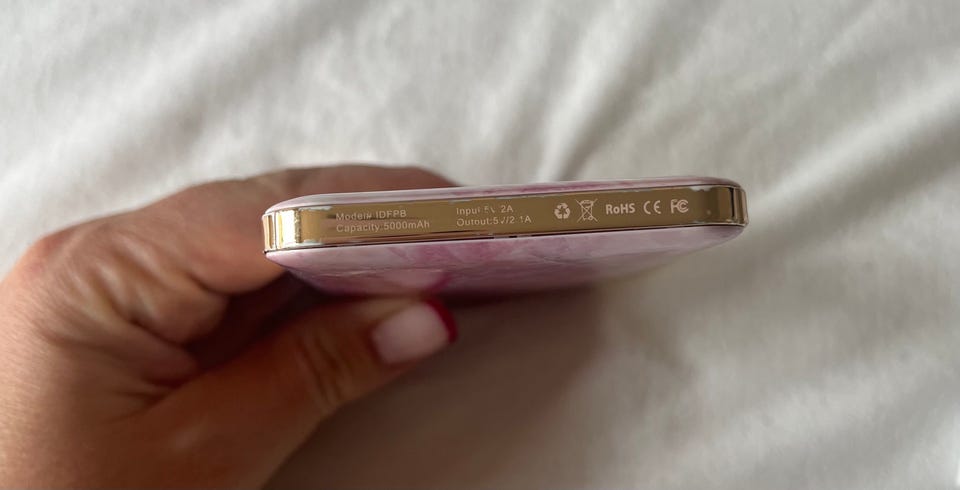 Model# IDFPB
Capacity:5000mAh
Input 5V 2A
Output:5V/2.1A
RoHS CE FC